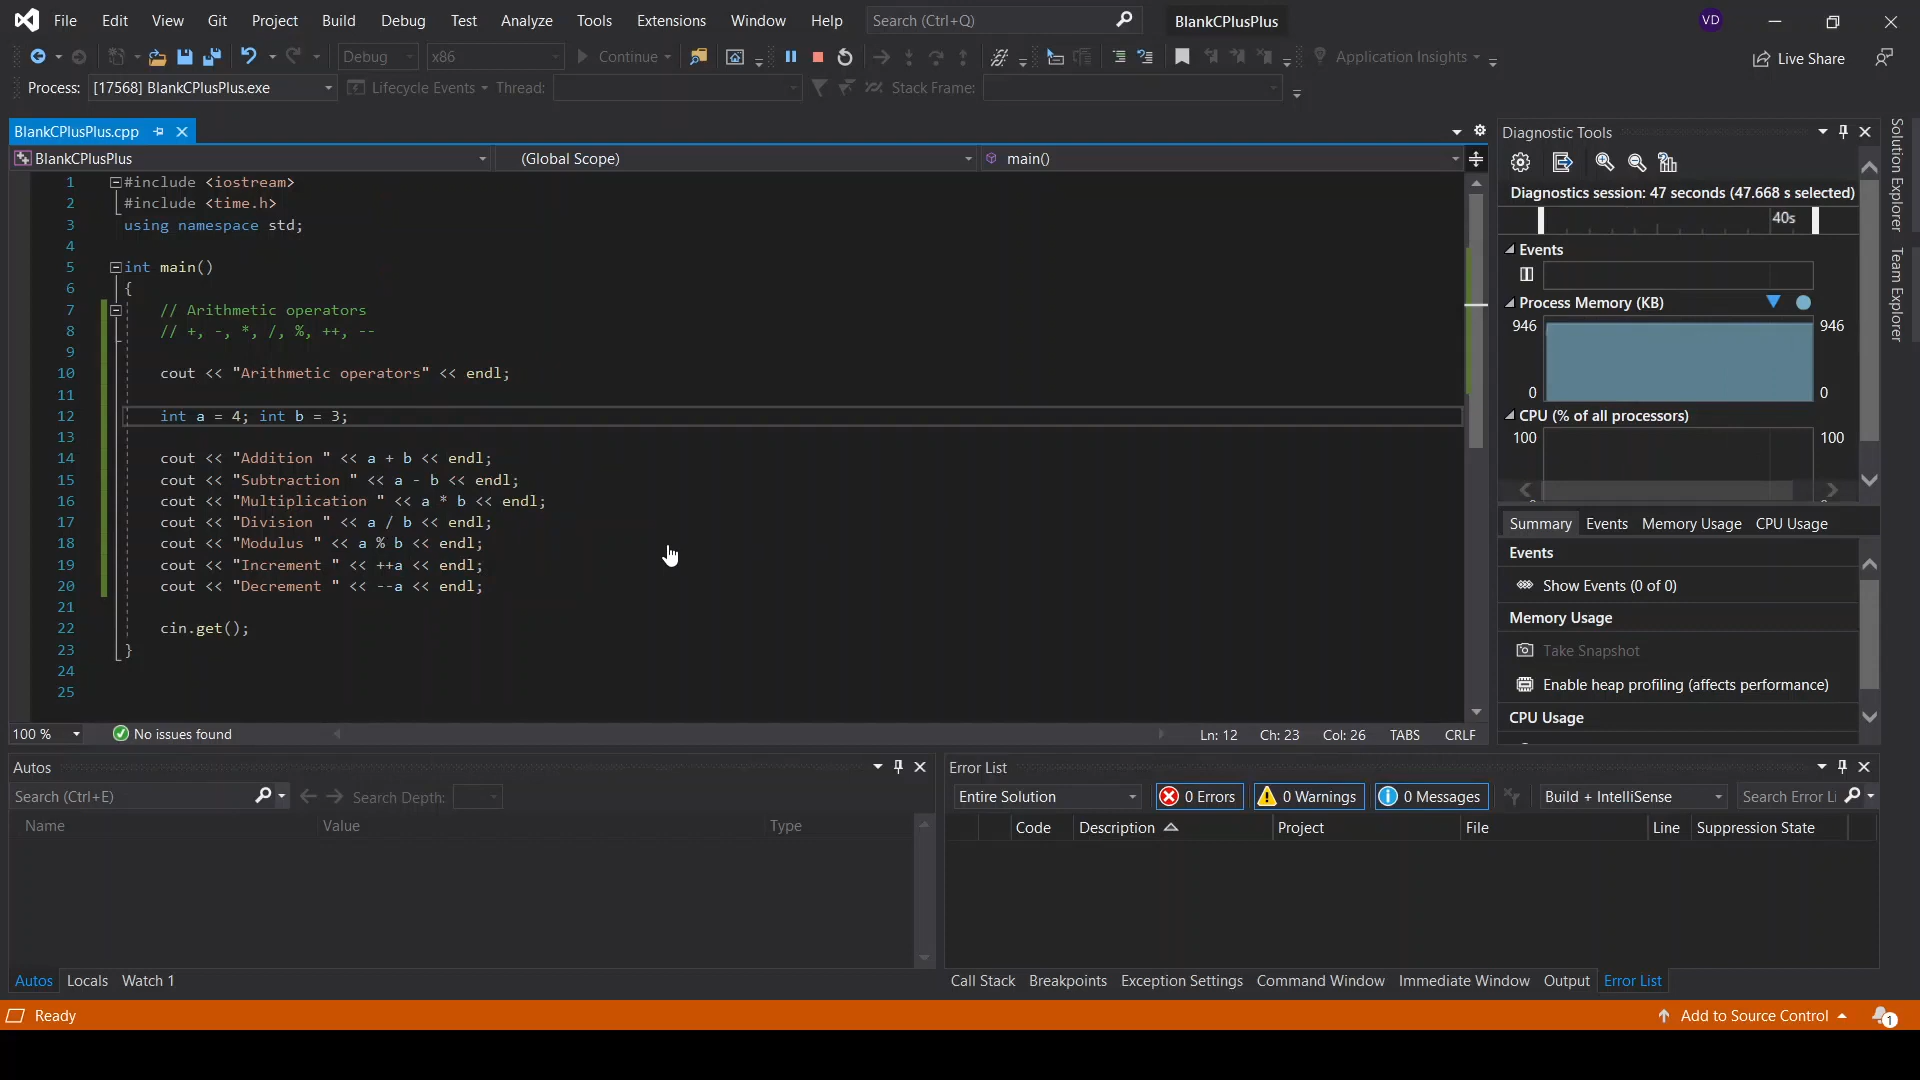 File Edit View Git Project Build Debug Test Analyze Tools Extensions Window Help Search (Ctrl+Q) BlankCPlusPlus VD
Debug x86 Continue Application Insights Live Share
Process: [17568] BlankCPlusPlus.exe Lifecycle Events Thread: Stack Frame:
BlankCPlusPlus.cpp
BlankCPlusPlus (Global Scope) main()
1 #include <iostream>
2 #include <time.h>
3 using namespace std;
4
5 int main()
6 {
7 // Arithmetic operators
8 // +, -, *, /, %, ++, --
9
10 cout << "Arithmetic operators" << endl;
11
12 int a = 4; int b = 3;
13
14 cout << "Addition " << a + b << endl;
15 cout << "Subtraction " << a - b << endl;
16 cout << "Multiplication " << a * b << endl;
17 cout << "Division " << a / b << endl;
18 cout << "Modulus " << a % b << endl;
19 cout << "Increment " << ++a << endl;
20 cout << "Decrement " << --a << endl;
21
22 cin.get();
23 }
24
25
100 % No issues found Ln: 12 Ch: 23 Col: 26 TABS CRLF
Diagnostic Tools
Diagnostics session: 47 seconds (47.668 s selected)
40s
Events
Process Memory (KB)
946 946
0 0
CPU (% of all processors)
100 100
Summary Events Memory Usage CPU Usage
Events
Show Events (0 of 0)
Memory Usage
Take Snapshot
Enable heap profiling (affects performance)
CPU Usage
Solution Explorer
Team Explorer
Autos
Search (Ctrl+E) Search Depth:
Name Value Type
Autos Locals Watch 1
Error List
Entire Solution 0 Errors 0 Warnings 0 Messages Build + IntelliSense Search Error Li
Code Description Project File Line Suppression State
Call Stack Breakpoints Exception Settings Command Window Immediate Window Output Error List
Ready Add to Source Control 1